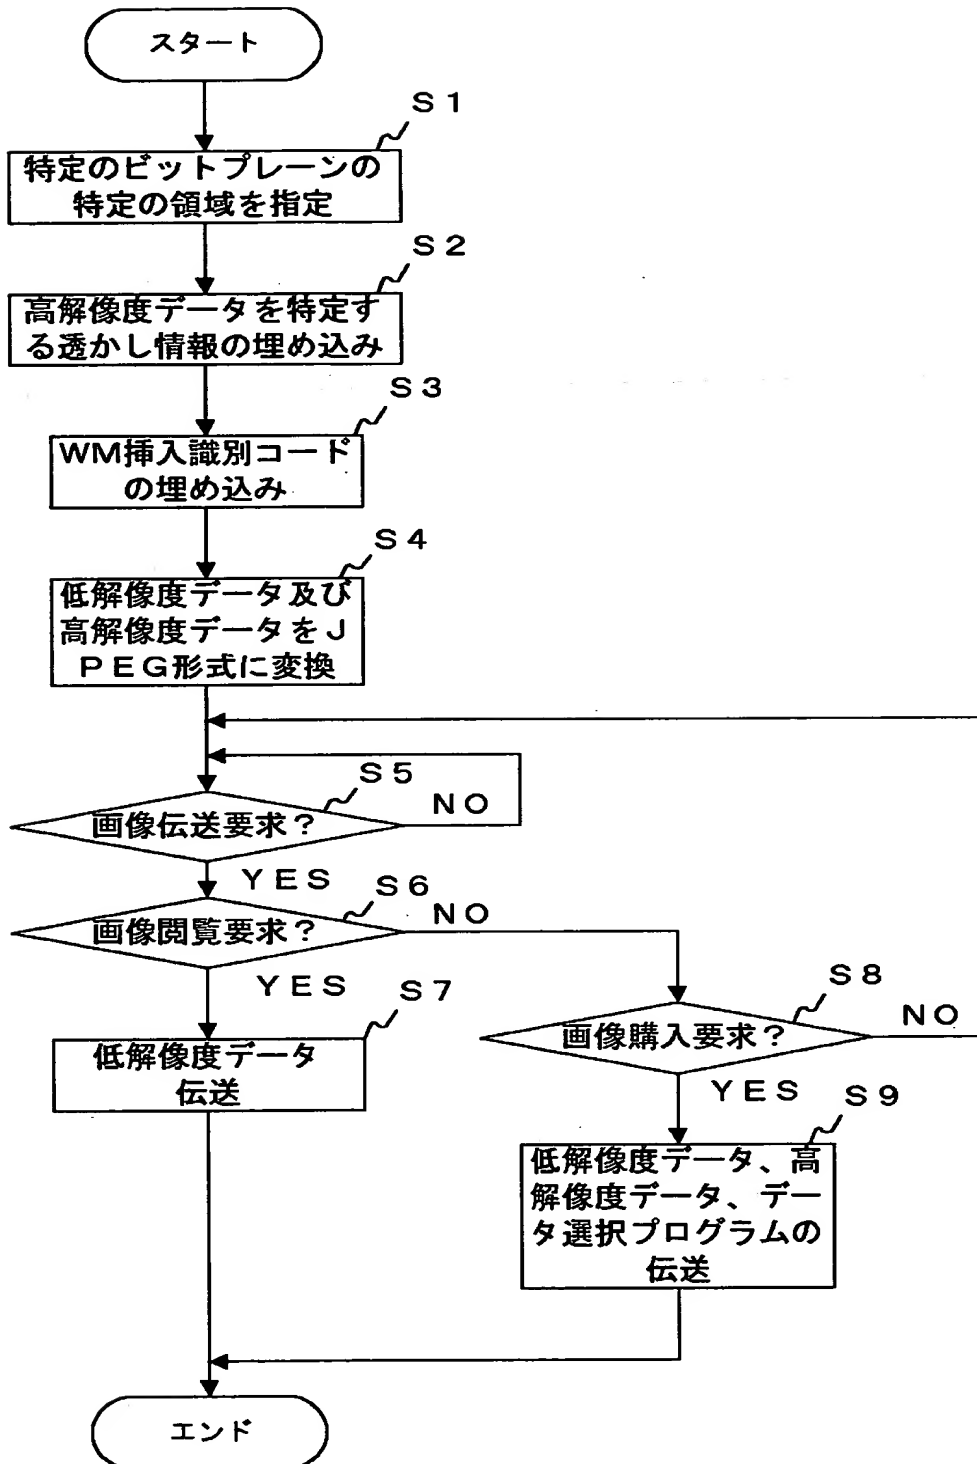 スタート
S1
特定のビットプレーンの
特定の領域を指定
S2
高解像度データを特定す
る透かし情報の埋め込み
S3
WM挿入識別コード
の埋め込み
S4
低解像度データ及び
高解像度データをJ
PEG形式に変換
S5
画像伝送要求?
NO
YES
S6
画像閲覧要求?
NO
YES
S7
低解像度データ
伝送
S8
画像購入要求?
NO
YES
S9
低解像度データ、高
解像度データ、デー
タ選択プログラムの
伝送
エンド